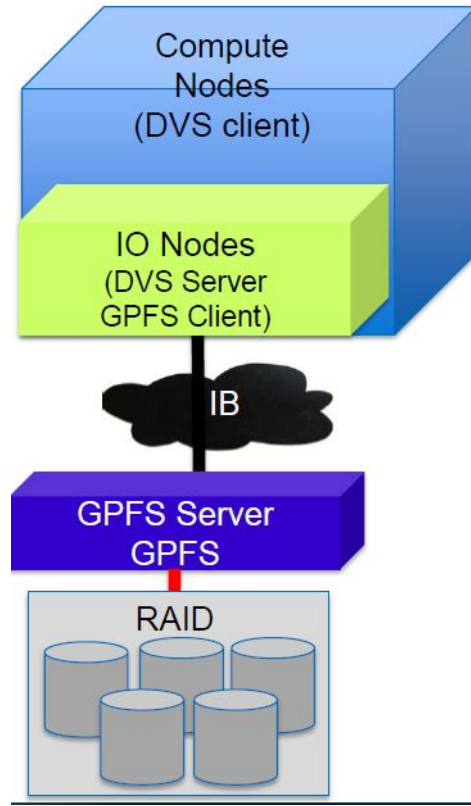 Compute
Nodes
(DVS client)
IO Nodes
(DVS Server
GPFS Client)
IB
GPFS Server
GPFS
RAID